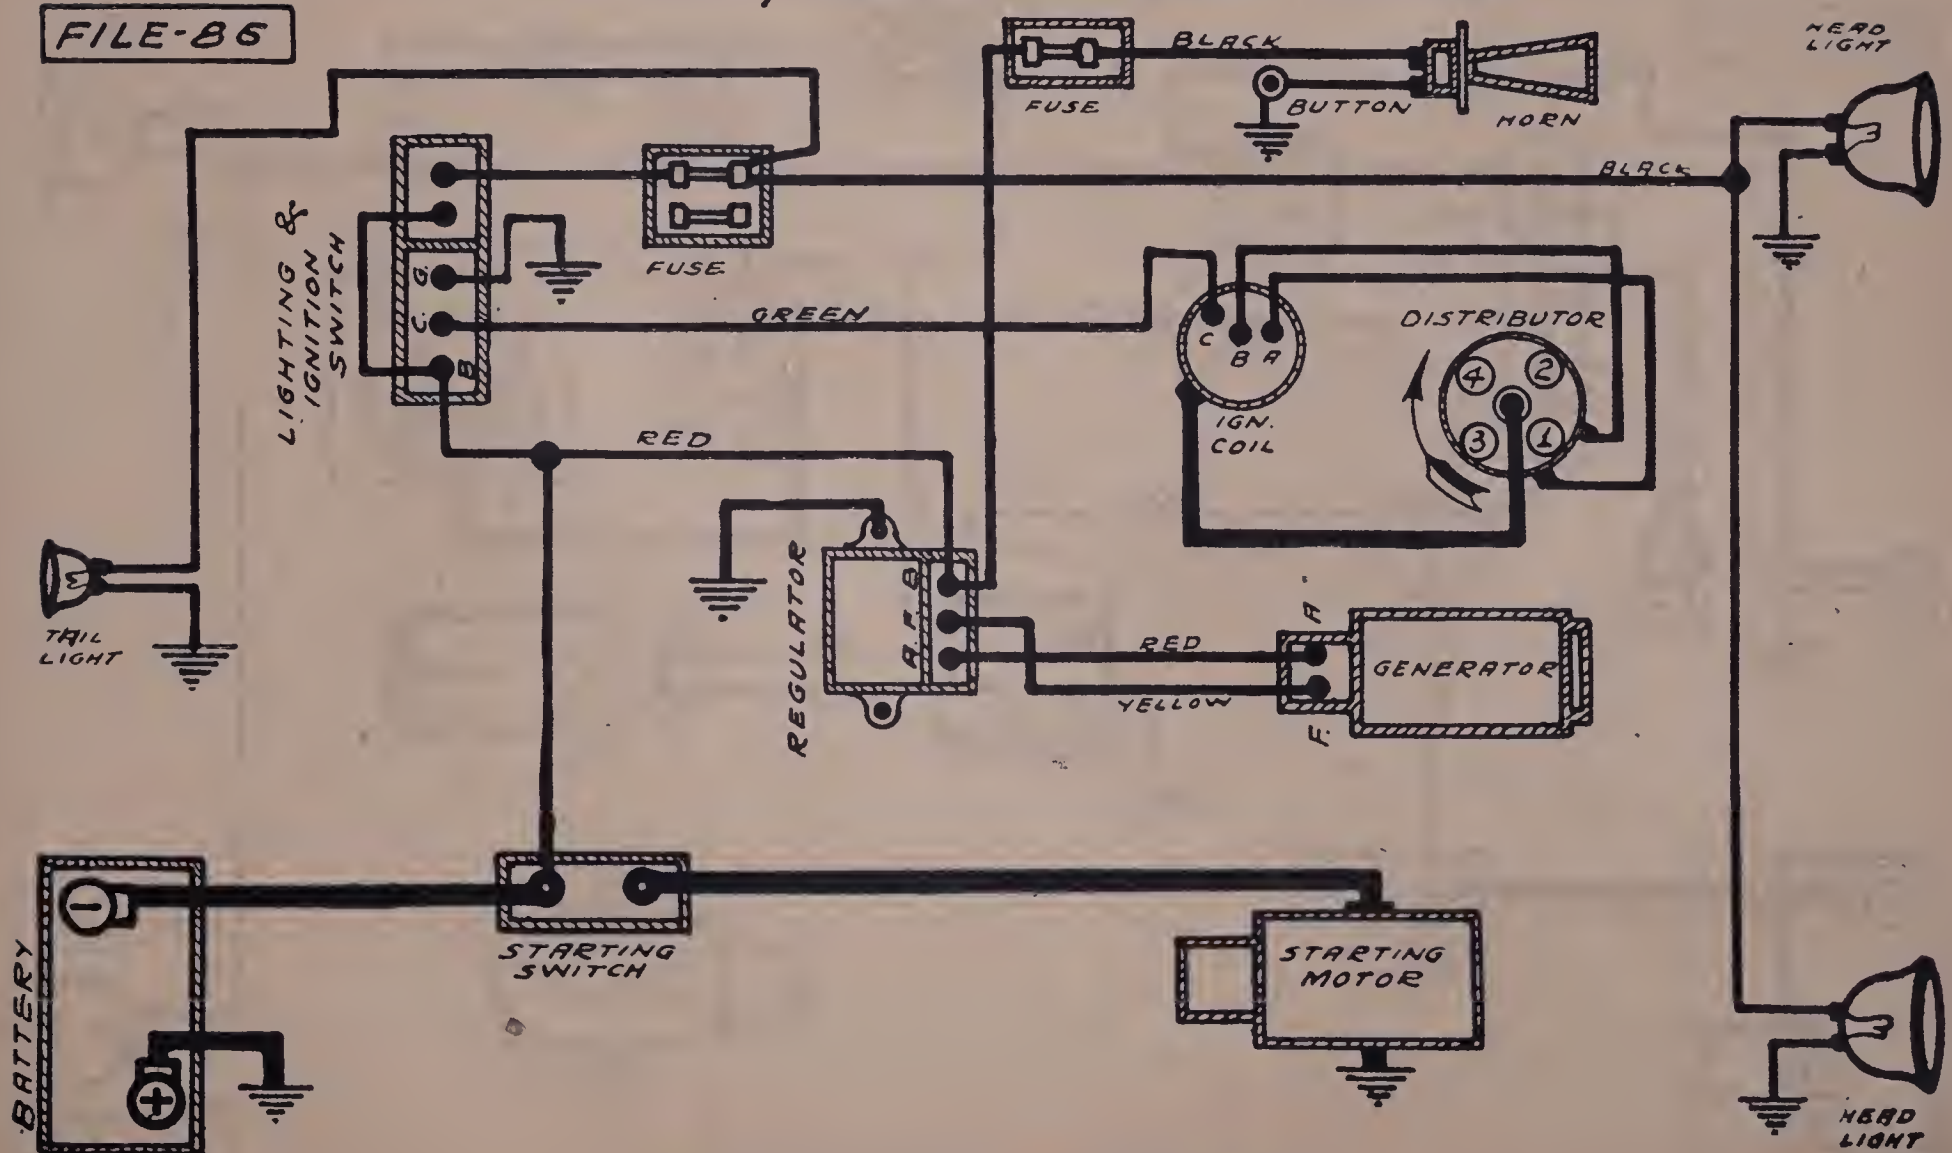 FILE-86
FUSE
BLACK
BUTTON
HORN
HEAD
LIGHT
BLACK
LIGHTING &
IGNITION
SWITCH
G.
C.
B
FUSE
GREEN
C
B A
IGN.
COIL
DISTRIBUTOR
4 2
3 1
RED
TAIL
LIGHT
REGULATOR
B
F.
A.
RED
YELLOW
A
F.
GENERATOR
BATTERY
-
+
STARTING
SWITCH
STARTING
MOTOR
HEAD
LIGHT